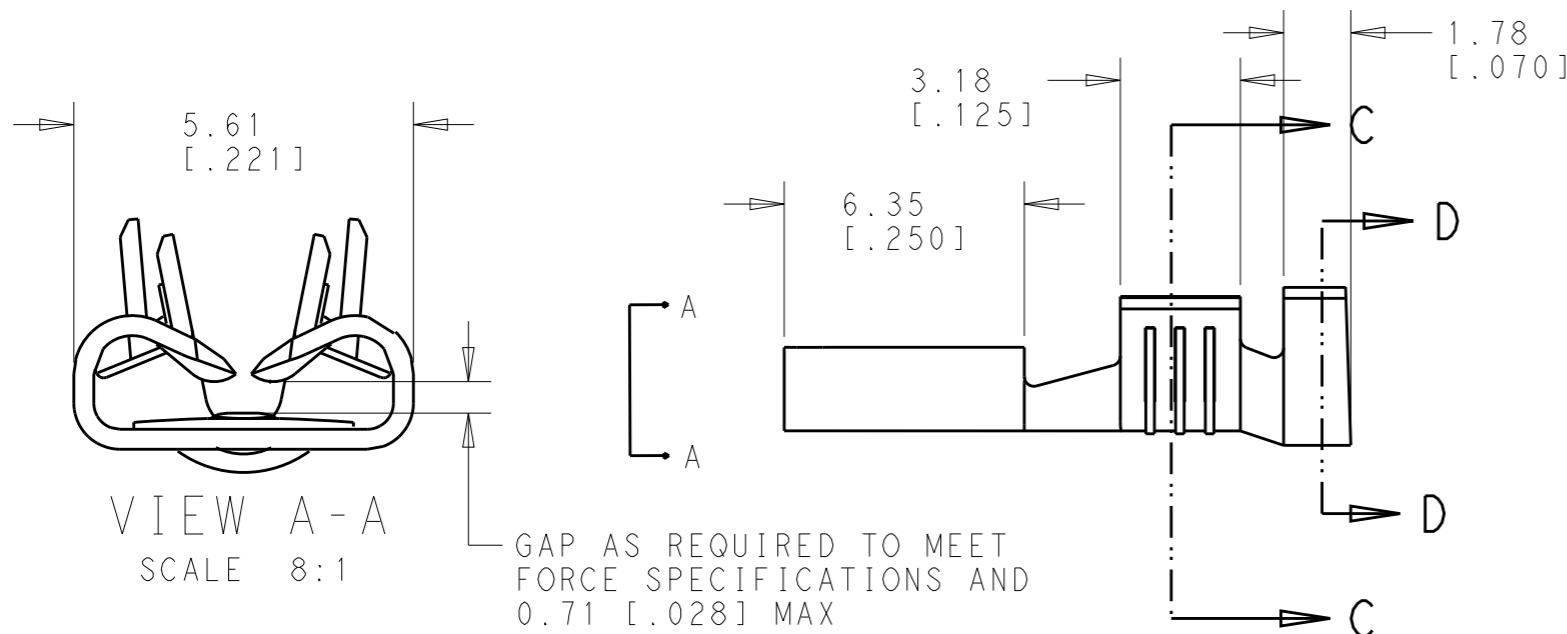 1.78
[.070]
3.18
[.125]
C
5.61
[.221]
6.35
[.250]
D
A
A
VIEW A-A
SCALE 8:1
D
GAP AS REQUIRED TO MEET
FORCE SPECIFICATIONS AND
0.71 [.028] MAX
C